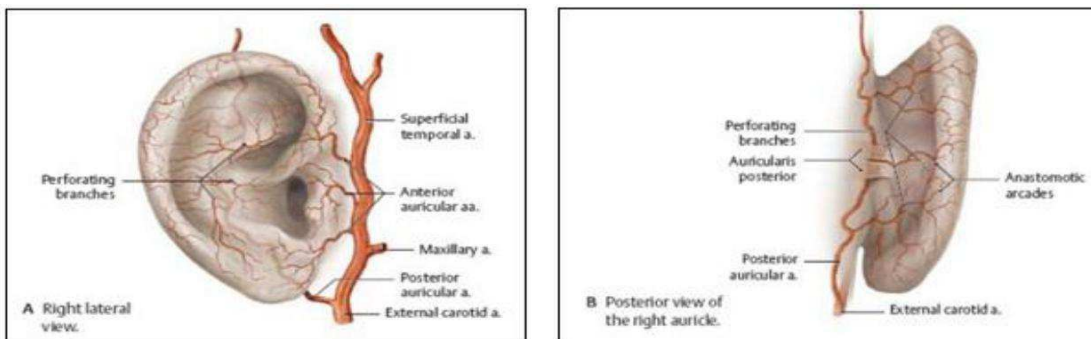 Superficial
temporal a.
Perforating
branches
Anterior
auricular aa.
Maxillary a.
Posterior
auricular a.
External carotid a.
A Right lateral
view.
Perforating
branches
Auricularis
posterior
Anastomotic
arcades
Posterior
auricular a.
External carotid a.
B Posterior view of
the right auricle.